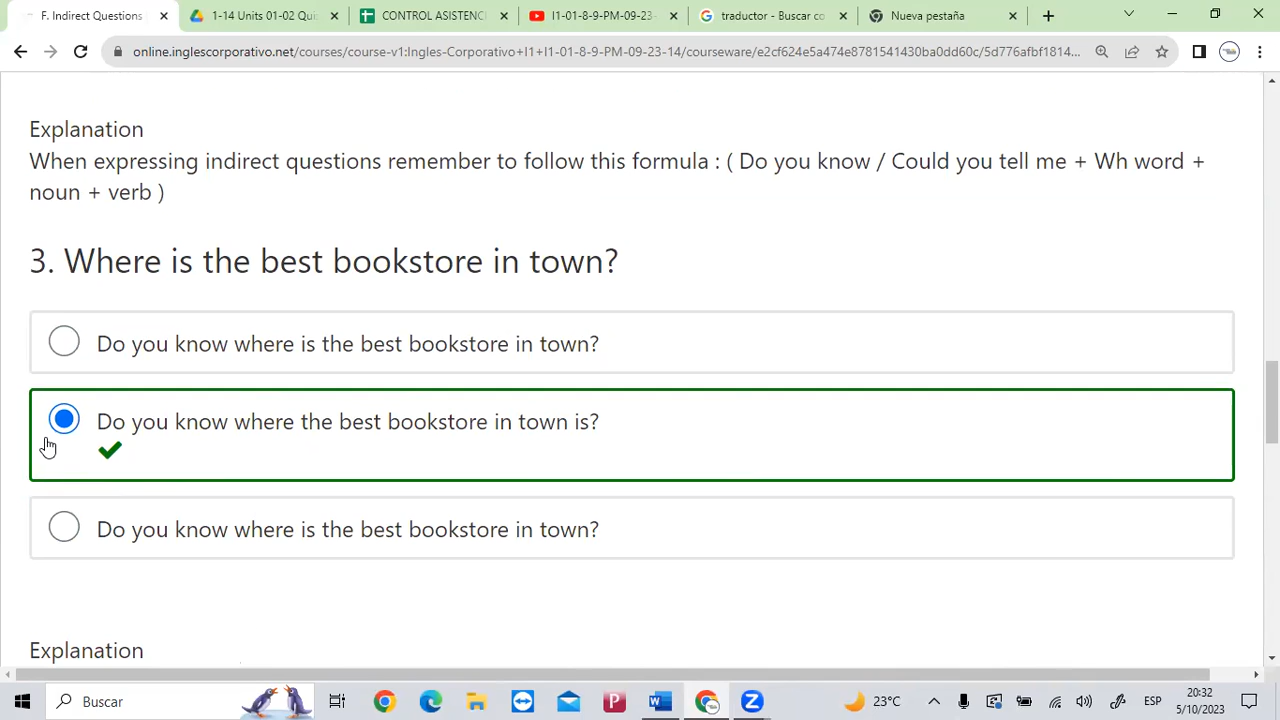 F. Indirect Questions
1-14 Units 01-02 Qui
CONTROL ASISTENC
I1-01-8-9-PM-09-23-
traductor - Buscar co
Nueva pestaña
online.inglescorporativo.net/courses/course-v1:Ingles-Corporativo+I1+I1-01-8-9-PM-09-23-14/courseware/e2cf624e5a474e8781541430ba0dd60c/5d776afbf1814...
Explanation
When expressing indirect questions remember to follow this formula : ( Do you know / Could you tell me + Wh word +
noun + verb )
3. Where is the best bookstore in town?
Do you know where is the best bookstore in town?
Do you know where the best bookstore in town is?
Do you know where is the best bookstore in town?
Explanation
Buscar
23°C
ESP
20:32
5/10/2023